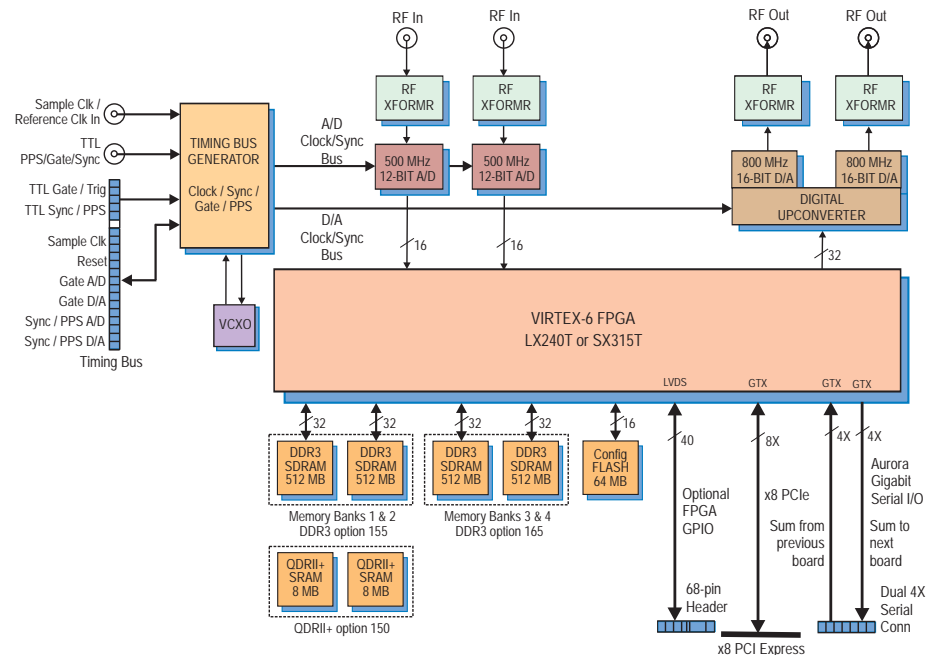 RF In
RF In
RF Out
RF Out
Sample Clk /
Reference Clk In
TTL
PPS/Gate/Sync
TTL Gate / Trig
TTL Sync / PPS
Sample Clk
Reset
Gate A/D
Gate D/A
Sync / PPS A/D
Sync / PPS D/A
Timing Bus
TIMING BUS
GENERATOR
Clock / Sync /
Gate / PPS
VCXO
A/D
Clock/Sync
Bus
D/A
Clock/Sync
Bus
RF
XFORMR
RF
XFORMR
500 MHz
12-BIT A/D
500 MHz
12-BIT A/D
16
16
RF
XFORMR
RF
XFORMR
800 MHz
16-BIT D/A
800 MHz
16-BIT D/A
DIGITAL
UPCONVERTER
32
VIRTEX-6 FPGA
LX240T or SX315T
LVDS
GTX
GTX
GTX
32
32
32
32
16
40
8X
4X
4X
DDR3
SDRAM
512 MB
DDR3
SDRAM
512 MB
Memory Banks 1 & 2
DDR3 option 155
DDR3
SDRAM
512 MB
DDR3
SDRAM
512 MB
Memory Banks 3 & 4
DDR3 option 165
Config
FLASH
64 MB
QDRII+
SRAM
8 MB
QDRII+
SRAM
8 MB
QDRII+ option 150
Optional
FPGA
GPIO
68-pin
Header
x8 PCIe
x8 PCI Express
Sum from
previous
board
Aurora
Gigabit
Serial I/O
Sum to
next
board
Dual 4X
Serial
Conn